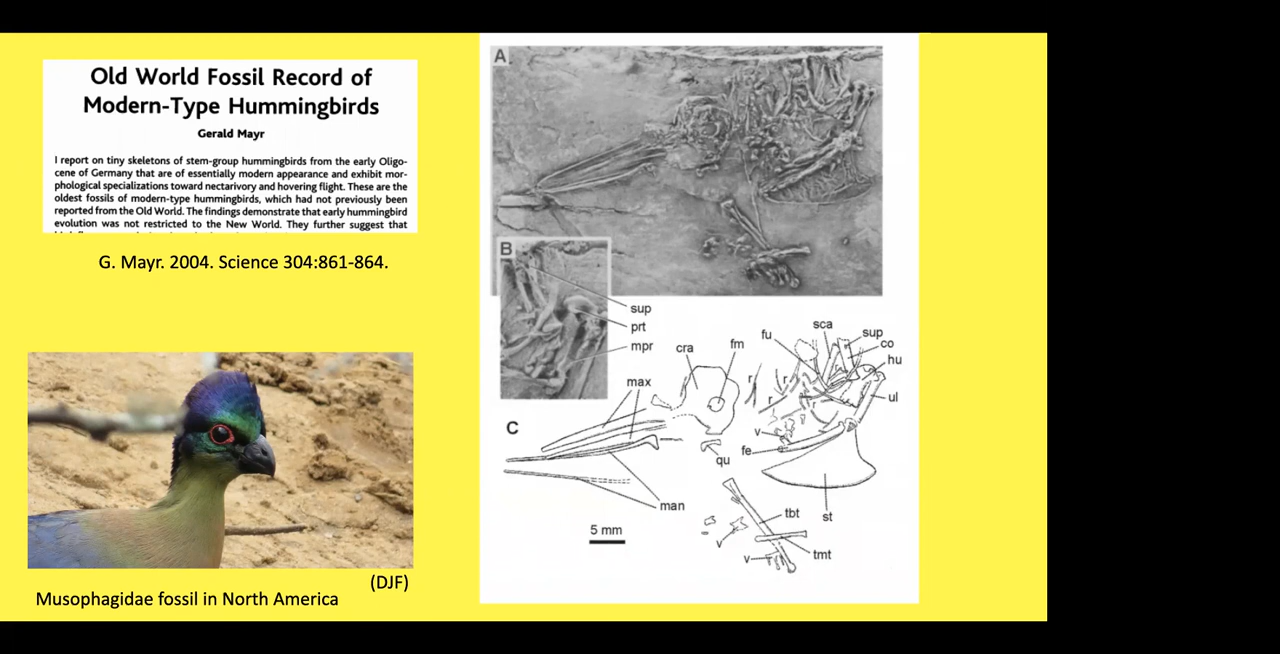 Old World Fossil Record of
Modern-Type Hummingbirds
Gerald Mayr
I report on tiny skeletons of stem-group hummingbirds from the early Oligo-
cene of Germany that are of essentially modern appearance and exhibit mor-
phological specializations toward nectarivory and hovering flight. These are the
oldest fossils of modern-type hummingbirds, which had not previously been
reported from the Old World. The findings demonstrate that early hummingbird
evolution was not restricted to the New World. They further suggest that
G. Mayr. 2004. Science 304:861-864.
(DJF)
Musophagidae fossil in North America
A
B
sup
prt
mpr
C
max
cra
fm
fu
sca
sup
co
hu
ul
r
r
r
r
v
fe
qu
man
st
tbt
5 mm
v
tmt
v